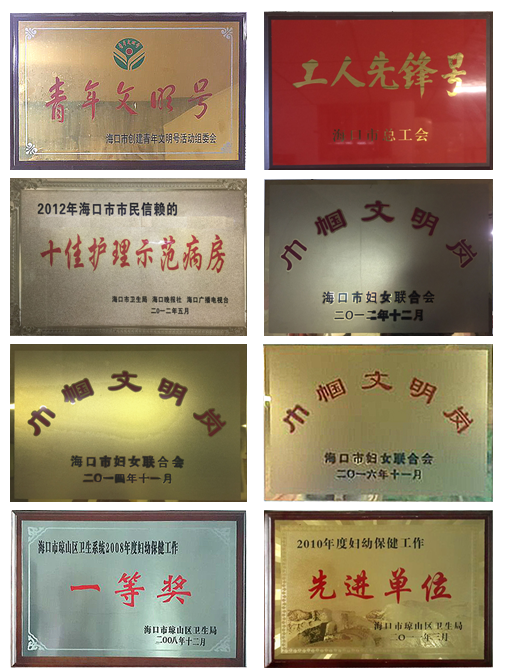 青年文明号
海口市创建青年文明号活动组委会
工人先锋号
海口市总工会
2012年海口市市民信赖的
十佳护理示范病房
海口市卫生局 海口晚报社 海口广播电视台
二〇一二年五月
巾帼文明岗
海口市妇女联合会
二〇一二年十二月
巾帼文明岗
海口市妇女联合会
二〇一四年十一月
巾帼文明岗
海口市妇女联合会
二〇一六年十一月
海口市琼山区卫生系统2008年度妇幼保健工作
一等奖
海口市琼山区卫生局
二〇〇八年十二月
2010年度妇幼保健工作
先进单位
海口市琼山区卫生局
二〇一一年三月